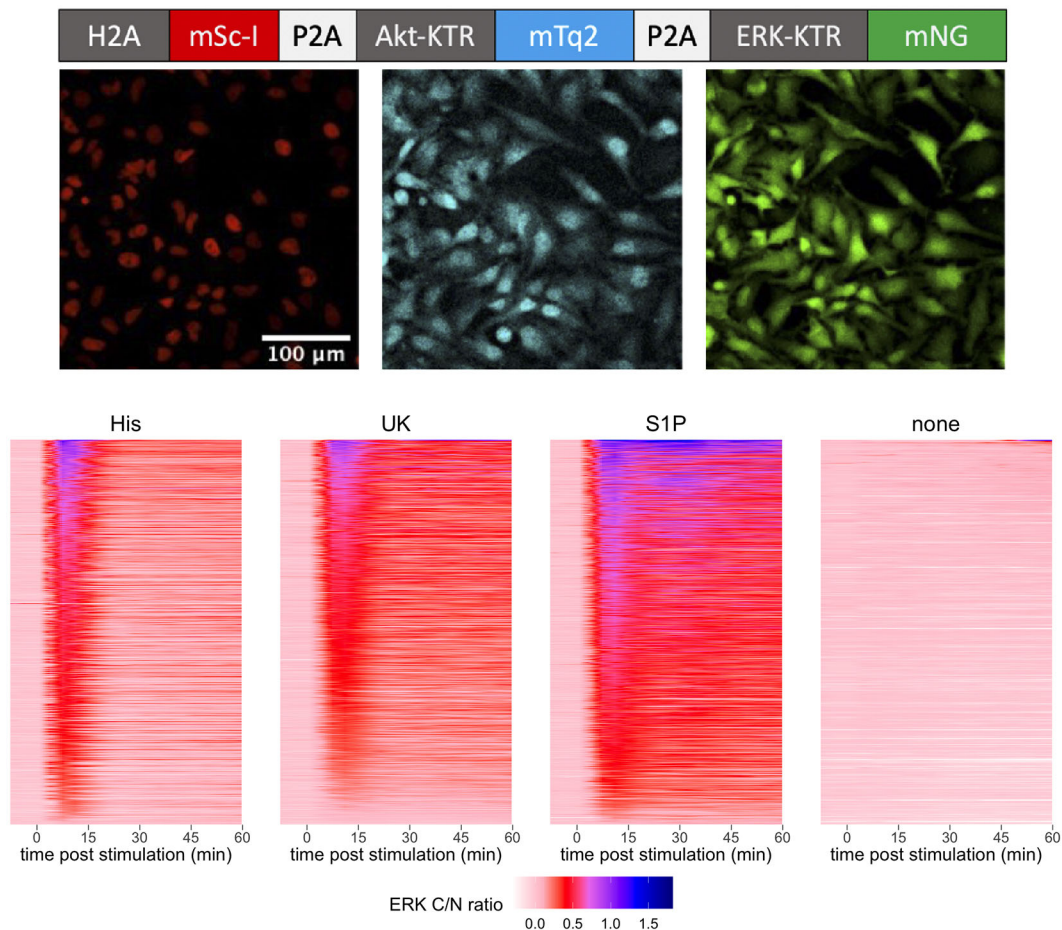 H2A mSc-I P2A Akt-KTR mTq2 P2A ERK-KTR mNG
100 µm
His UK S1P none
0 15 30 45 60 0 15 30 45 60 0 15 30 45 60 0 15 30 45 60
time post stimulation (min) time post stimulation (min) time post stimulation (min) time post stimulation (min)
ERK C/N ratio
0.0 0.5 1.0 1.5